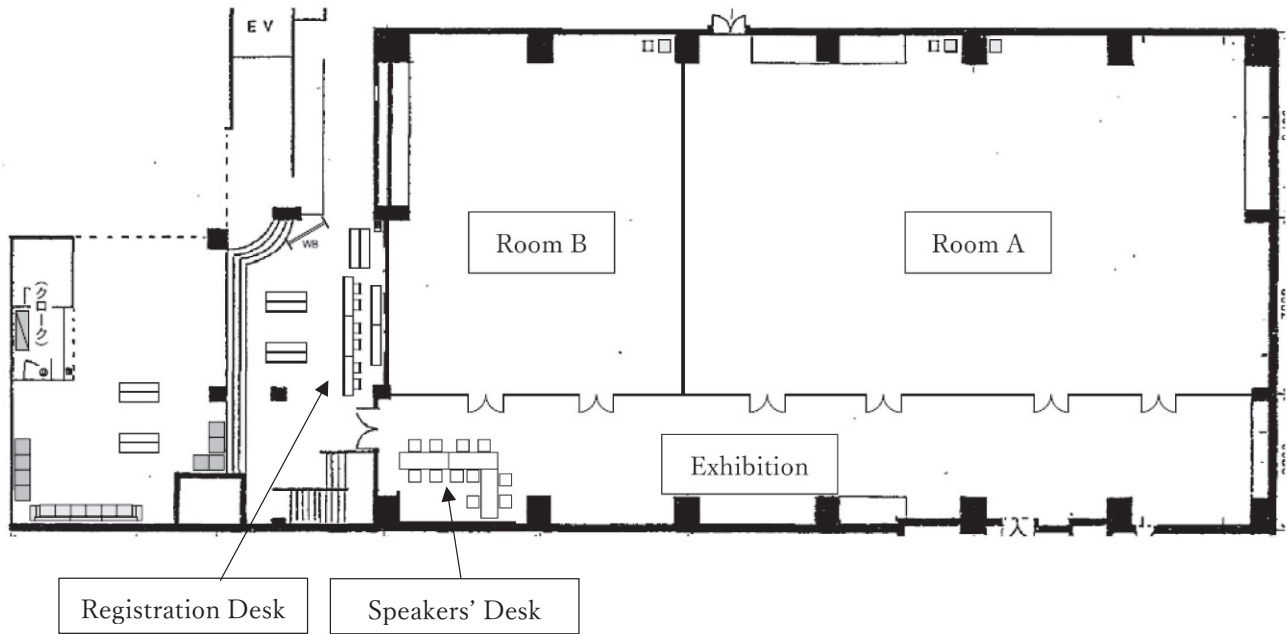 EV
WB
Room B
Room A
(クローク)
Exhibition
Registration Desk
Speakers’ Desk